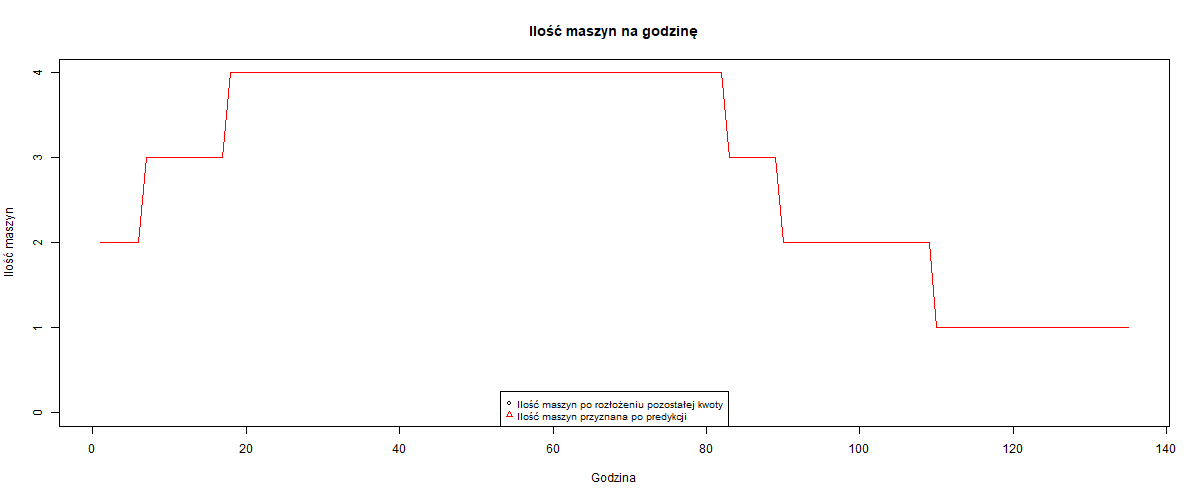 Ilość maszyn na godzinę
Ilość maszyn
4
3
2
1
0
Ilość maszyn po rozłożeniu pozostałej kwoty
Ilość maszyn przyznana po predykcji
0 20 40 60 80 100 120 140
Godzina